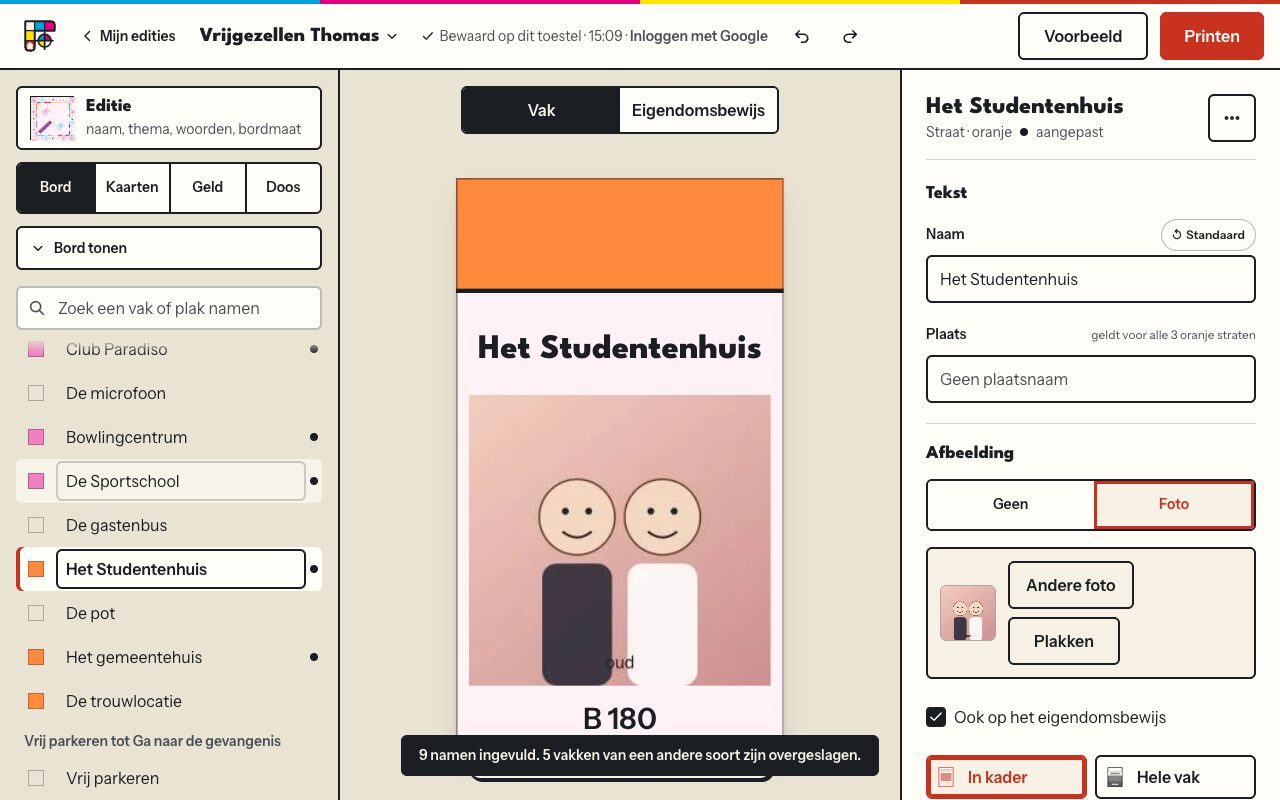 Mijn edities
Vrijgezellen Thomas
Bewaard op dit toestel · 15:09 · Inloggen met Google
Voorbeeld
Printen
Editie
naam, thema, woorden, bordmaat
Bord
Kaarten
Geld
Doos
Bord tonen
Zoek een vak of plak namen
Club Paradiso
De microfoon
Bowlingcentrum
De Sportschool
De gastenbus
Het Studentenhuis
De pot
Het gemeentehuis
De trouwlocatie
Vrij parkeren tot Ga naar de gevangenis
Vrij parkeren
Vak
Eigendomsbewijs
Het Studentenhuis
oud
B 180
9 namen ingevuld. 5 vakken van een andere soort zijn overgeslagen.
Het Studentenhuis
Straat · oranje ● aangepast
Tekst
Naam
Standaard
Het Studentenhuis
Plaats
geldt voor alle 3 oranje straten
Geen plaatsnaam
Afbeelding
Geen
Foto
Andere foto
Plakken
Ook op het eigendomsbewijs
In kader
Hele vak